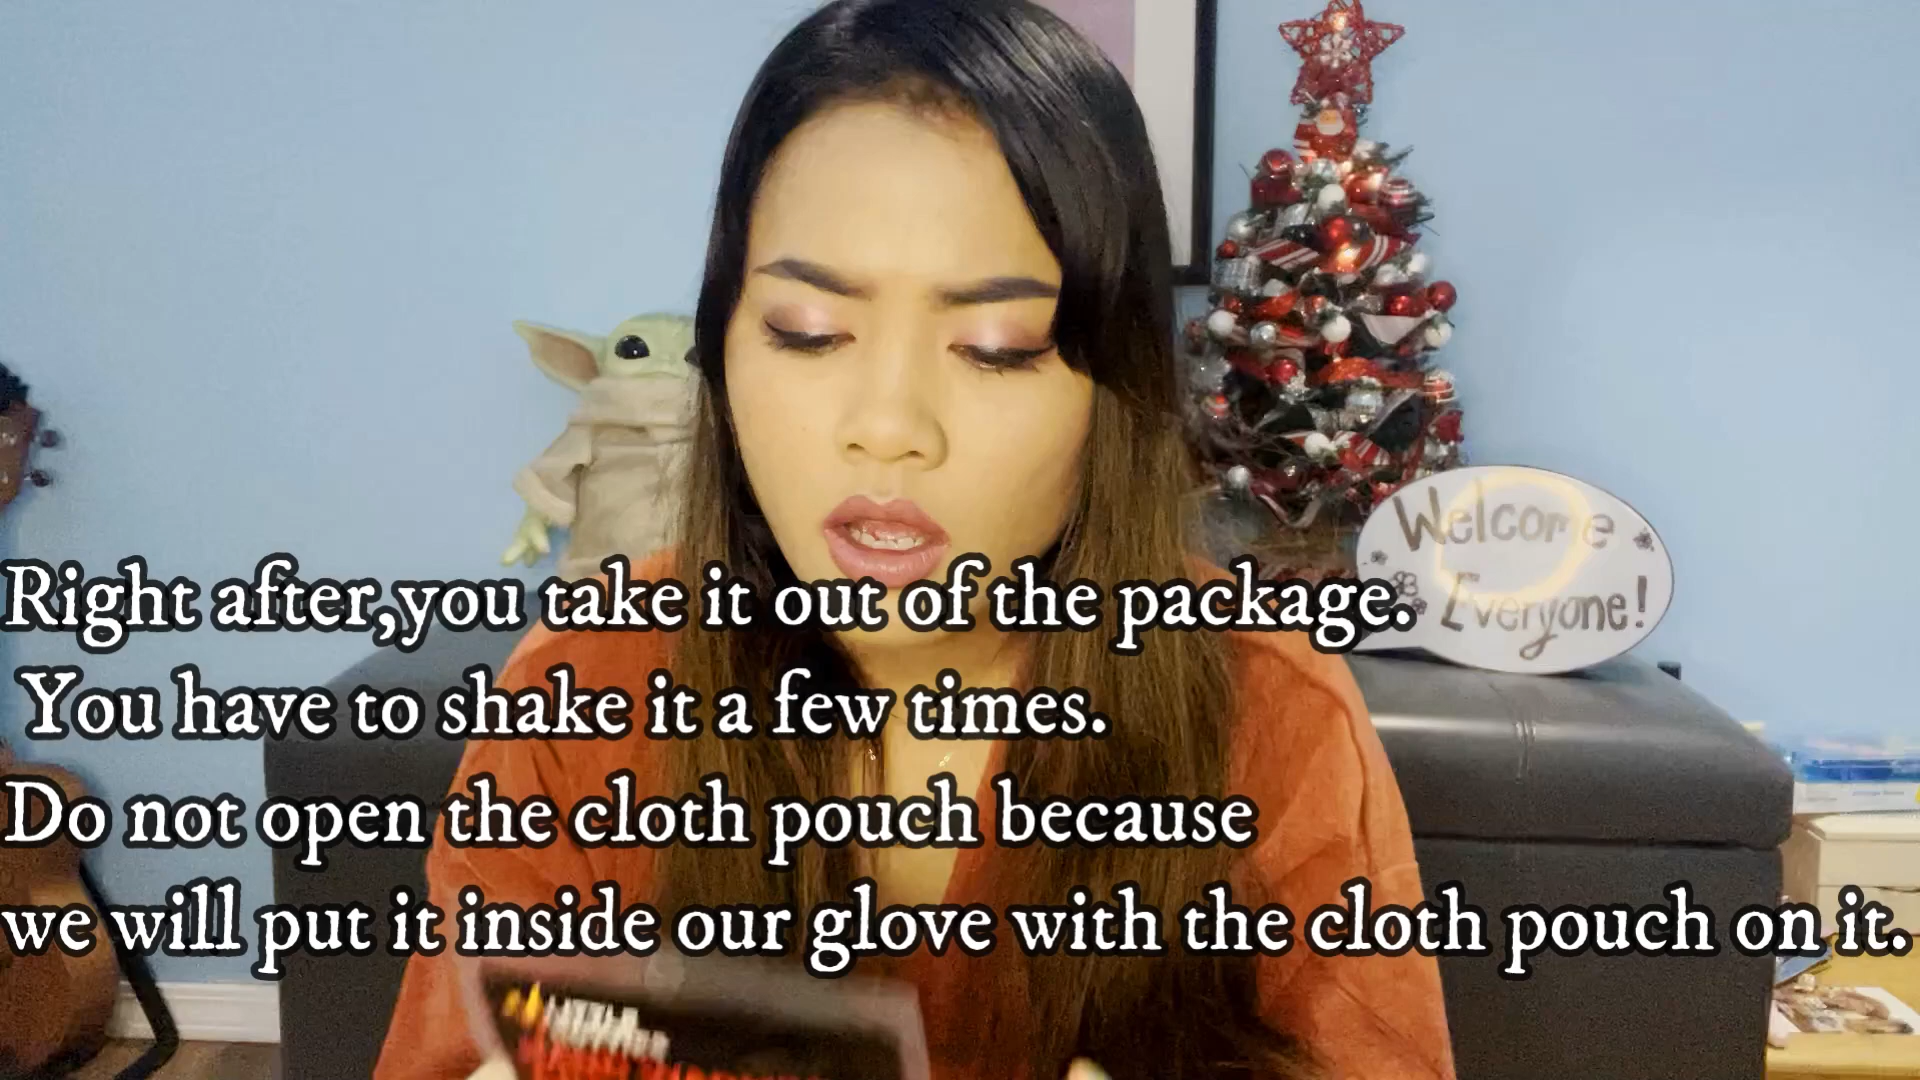 Welcome
Everyone!
Right after,you take it out of the package.
You have to shake it a few times.
Do not open the cloth pouch because
we will put it inside our glove with the cloth pouch on it.
LITTLE